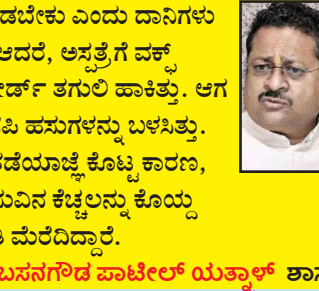 ಡಬೇಕು ಎಂದು ದಾನಿಗಳು
ಆದರೆ, ಅಸ್ಪತ್ರೆಗೆ ವಕ್ಫ್
ರ್ಡ್ ತಗುಲಿ ಹಾಕಿತ್ತು. ಆಗ
ಪಿ ಹಸುಗಳನ್ನು ಬಳಸಿತ್ತು.
ಡೆಯಾಜ್ಞೆ ಕೊಟ್ಟ ಕಾರಣ,
ುವಿನ ಕೆಚ್ಚಲನ್ನು ಕೊಯ್ದು
ಮೆರೆದಿದ್ದಾರೆ.
ಬಸನಗೌಡ ಪಾಟೀಲ್ ಯತ್ನಾಳ್ ಶಾಸ